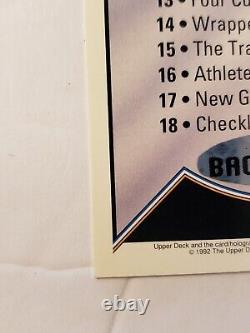 14 • Wrappe
15 • The Tra
16 • Athlete
17 • New G
18 • Checkl
BAC
Upper Deck and the card/hologra
© 1992 The Upper D